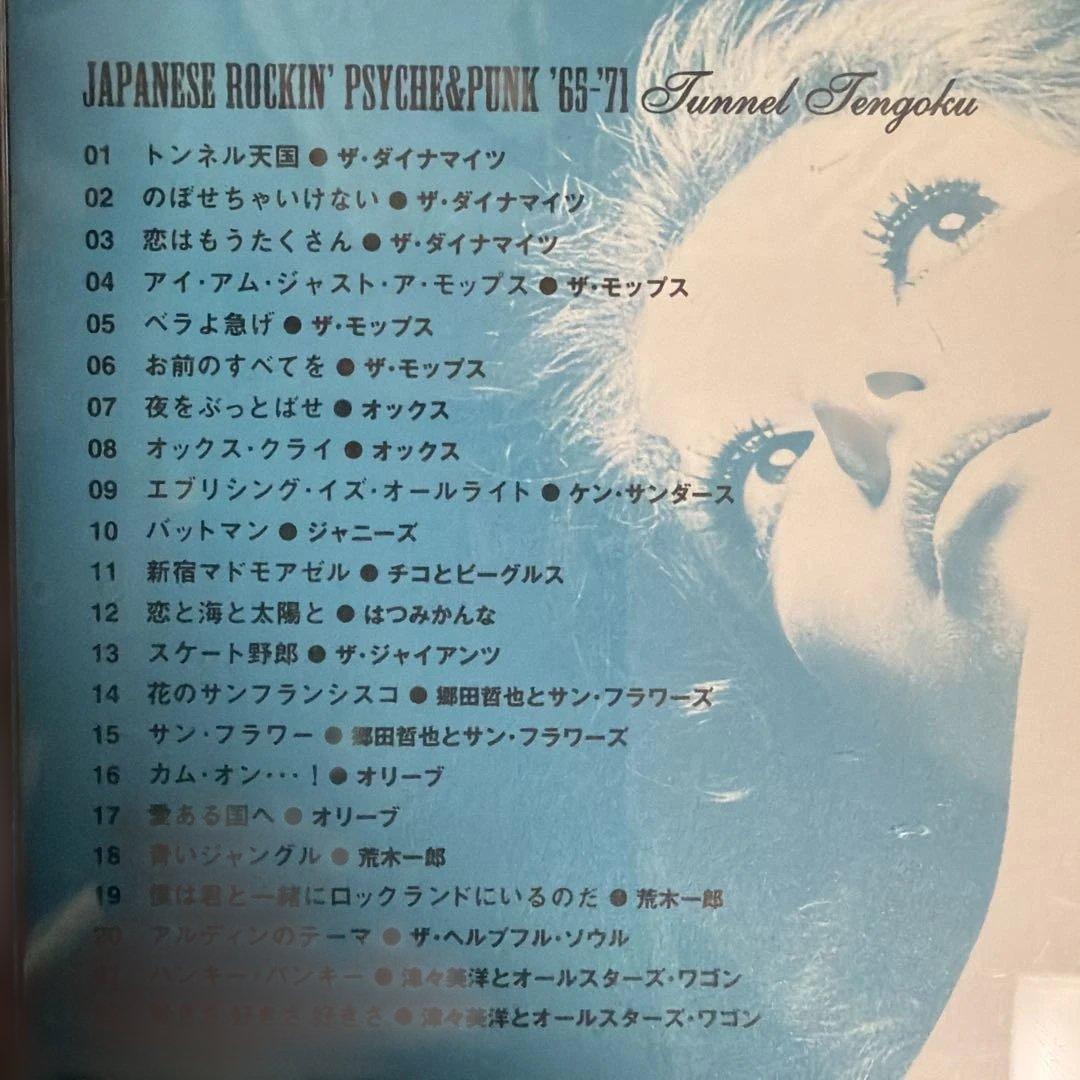 JAPANESE ROCKIN' PSYCHE&PUNK '65-'71 Tunnel Tengoku
01 トンネル天国 ● ザ・ダイナマイツ
02 のぼせちゃいけない ● ザ・ダイナマイツ
03 恋はもうたくさん ● ザ・ダイナマイツ
04 アイ・アム・ジャスト・ア・モップス ● ザ・モップス
05 ベラよ急げ ● ザ・モップス
06 お前のすべてを ● ザ・モップス
07 夜をぶっとばせ ● オックス
08 オックス・クライ ● オックス
09 エブリシング・イズ・オールライト ● ケン・サンダース
10 バットマン ● ジャニーズ
11 新宿マドモアゼル ● チコとビーグルス
12 恋と海と太陽と ● はつみかんな
13 スケート野郎 ● ザ・ジャイアンツ
14 花のサンフランシスコ ● 郷田哲也とサン・フラワーズ
15 サン・フラワー ● 郷田哲也とサン・フラワーズ
16 カム・オン・・・! ● オリーブ
17 愛ある国へ ● オリーブ
18 青いジャングル ● 荒木一郎
19 僕は君と一緒にロックランドにいるのだ ● 荒木一郎
20 アルディンのテーマ ● ザ・ヘルプフル・ソウル
ハンキー・パンキー ● 津々美洋とオールスターズ・ワゴン
好きさ 好きさ ● 津々美洋とオールスターズ・ワゴン